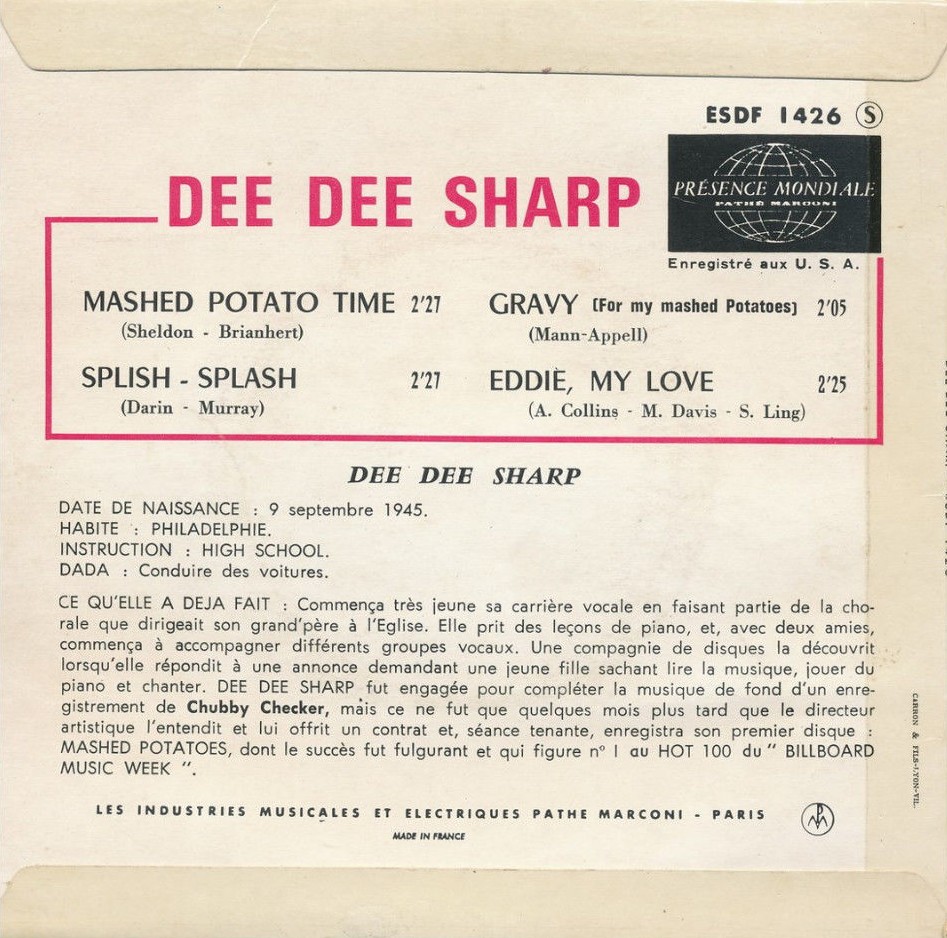 ESDF 1426 S
PRÉSENCE MONDIALE
PATHÉ MARCONI
Enregistré aux U. S. A.
DEE DEE SHARP
MASHED POTATO TIME 2'27
(Sheldon - Brianhert)
SPLISH - SPLASH 2'27
(Darin - Murray)
GRAVY (For my mashed Potatoes) 2'05
(Mann-Appell)
EDDIE, MY LOVE 2'25
(A. Collins - M. Davis - S. Ling)
DEE DEE SHARP
DATE DE NAISSANCE : 9 septembre 1945.
HABITE : PHILADELPHIE.
INSTRUCTION : HIGH SCHOOL.
DADA : Conduire des voitures.
CE QU'ELLE A DEJA FAIT : Commença très jeune sa carrière vocale en faisant partie de la cho-
rale que dirigeait son grand'père à l'Eglise. Elle prit des leçons de piano, et, avec deux amies,
commença à accompagner différents groupes vocaux. Une compagnie de disques la découvrit
lorsqu'elle répondit à une annonce demandant une jeune fille sachant lire la musique, jouer du
piano et chanter. DEE DEE SHARP fut engagée pour compléter la musique de fond d'un enre-
gistrement de Chubby Checker, mais ce ne fut que quelques mois plus tard que le directeur
artistique l'entendit et lui offrit un contrat et, séance tenante, enregistra son premier disque :
MASHED POTATOES, dont le succès fut fulgurant et qui figure n° 1 au HOT 100 du " BILLBOARD
MUSIC WEEK ".
LES INDUSTRIES MUSICALES ET ELECTRIQUES PATHE MARCONI - PARIS
MADE IN FRANCE
CARRON & FILS-LYON-VIL.